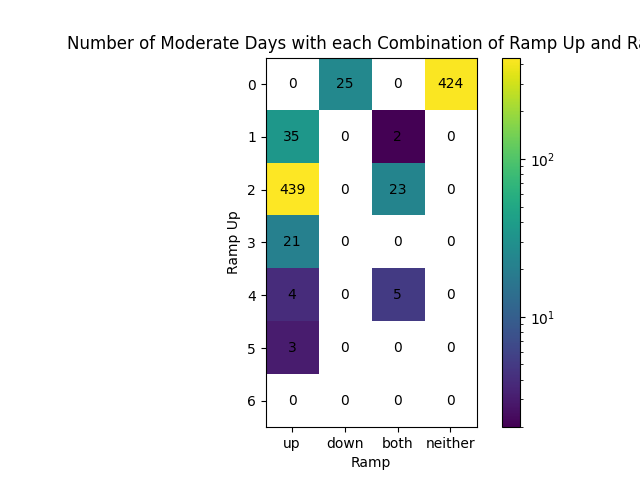 Number of Moderate Days with each Combination of Ramp Up and
0 0 25 0 424
1 35 0 2 0
2 439 0 23 0
3 21 0 0 0
4 4 0 5 0
5 3 0 0 0
6 0 0 0 0
up down both neither
Ramp
Ramp Up
10²
10¹